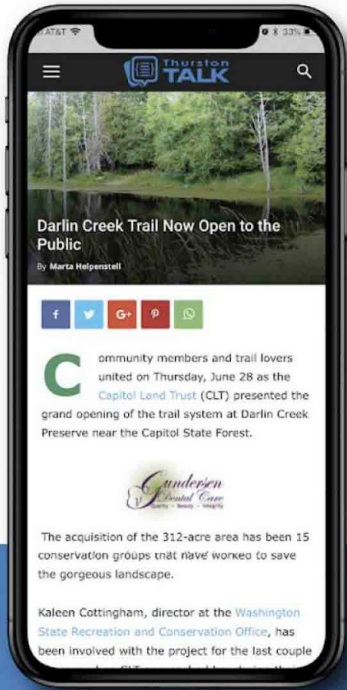 AT&T
33%
Thurston
TALK
Darlin Creek Trail Now Open to the
Public
By Marta Helpenstell
f
G+
Community members and trail lovers
united on Thursday, June 28 as the
Capitol Land Trust (CLT) presented the
grand opening of the trail system at Darlin Creek
Preserve near the Capitol State Forest.
Gundersen
Dental Care
Quality - Beauty - Integrity
The acquisition of the 312-acre area has been 15
conservation groups that have worked to save
the gorgeous landscape.
Kaleen Cottingham, director at the Washington
State Recreation and Conservation Office, has
been involved with the project for the last couple